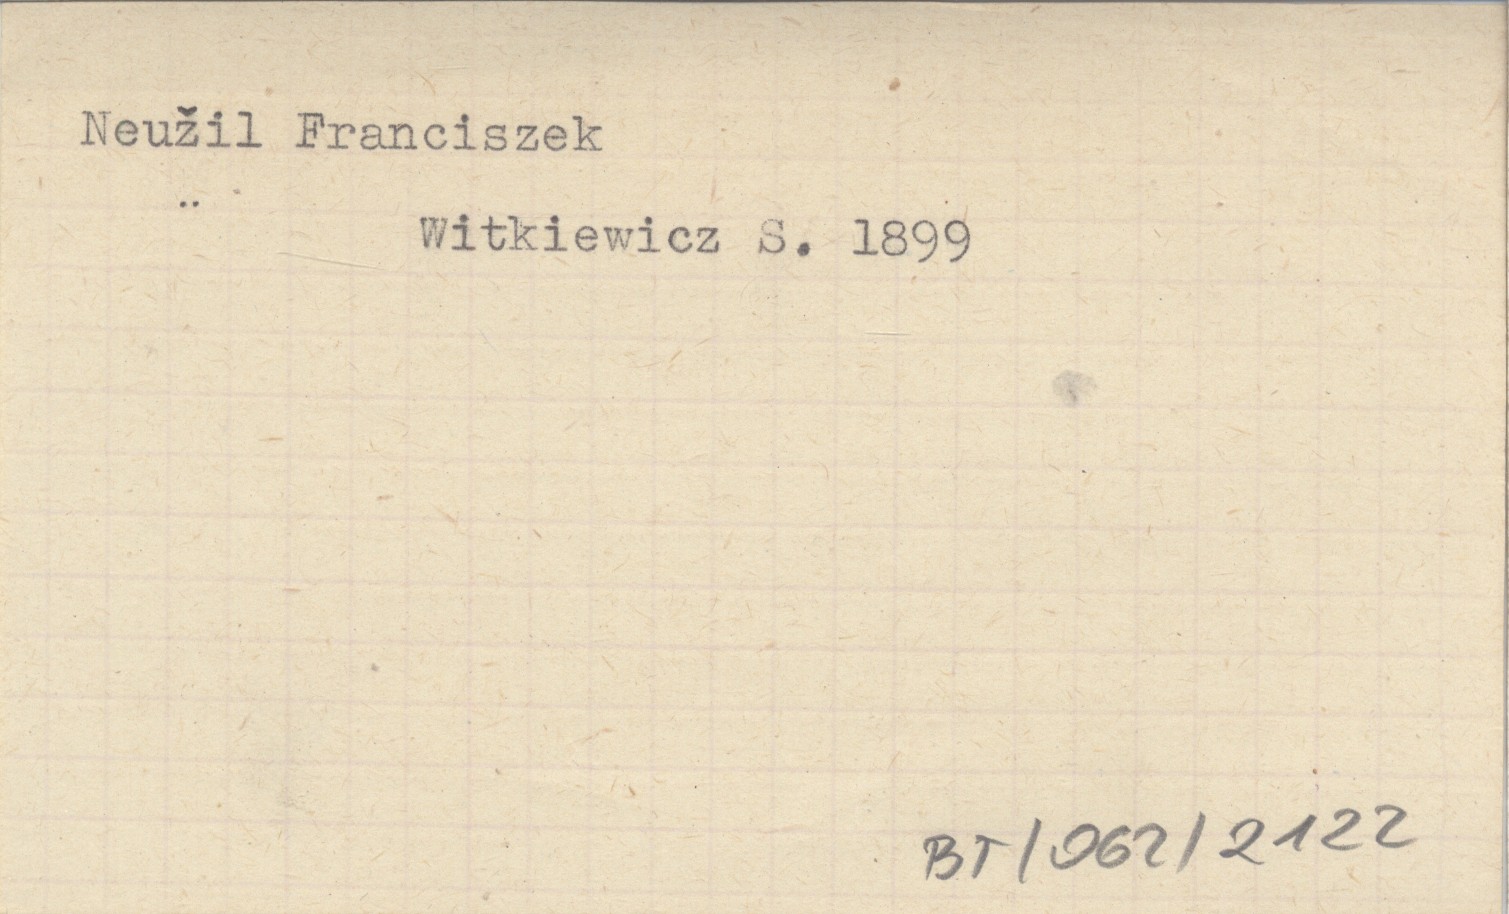 Neužil Franciszek
..
Witkiewicz S. 1899
BT/062/2122